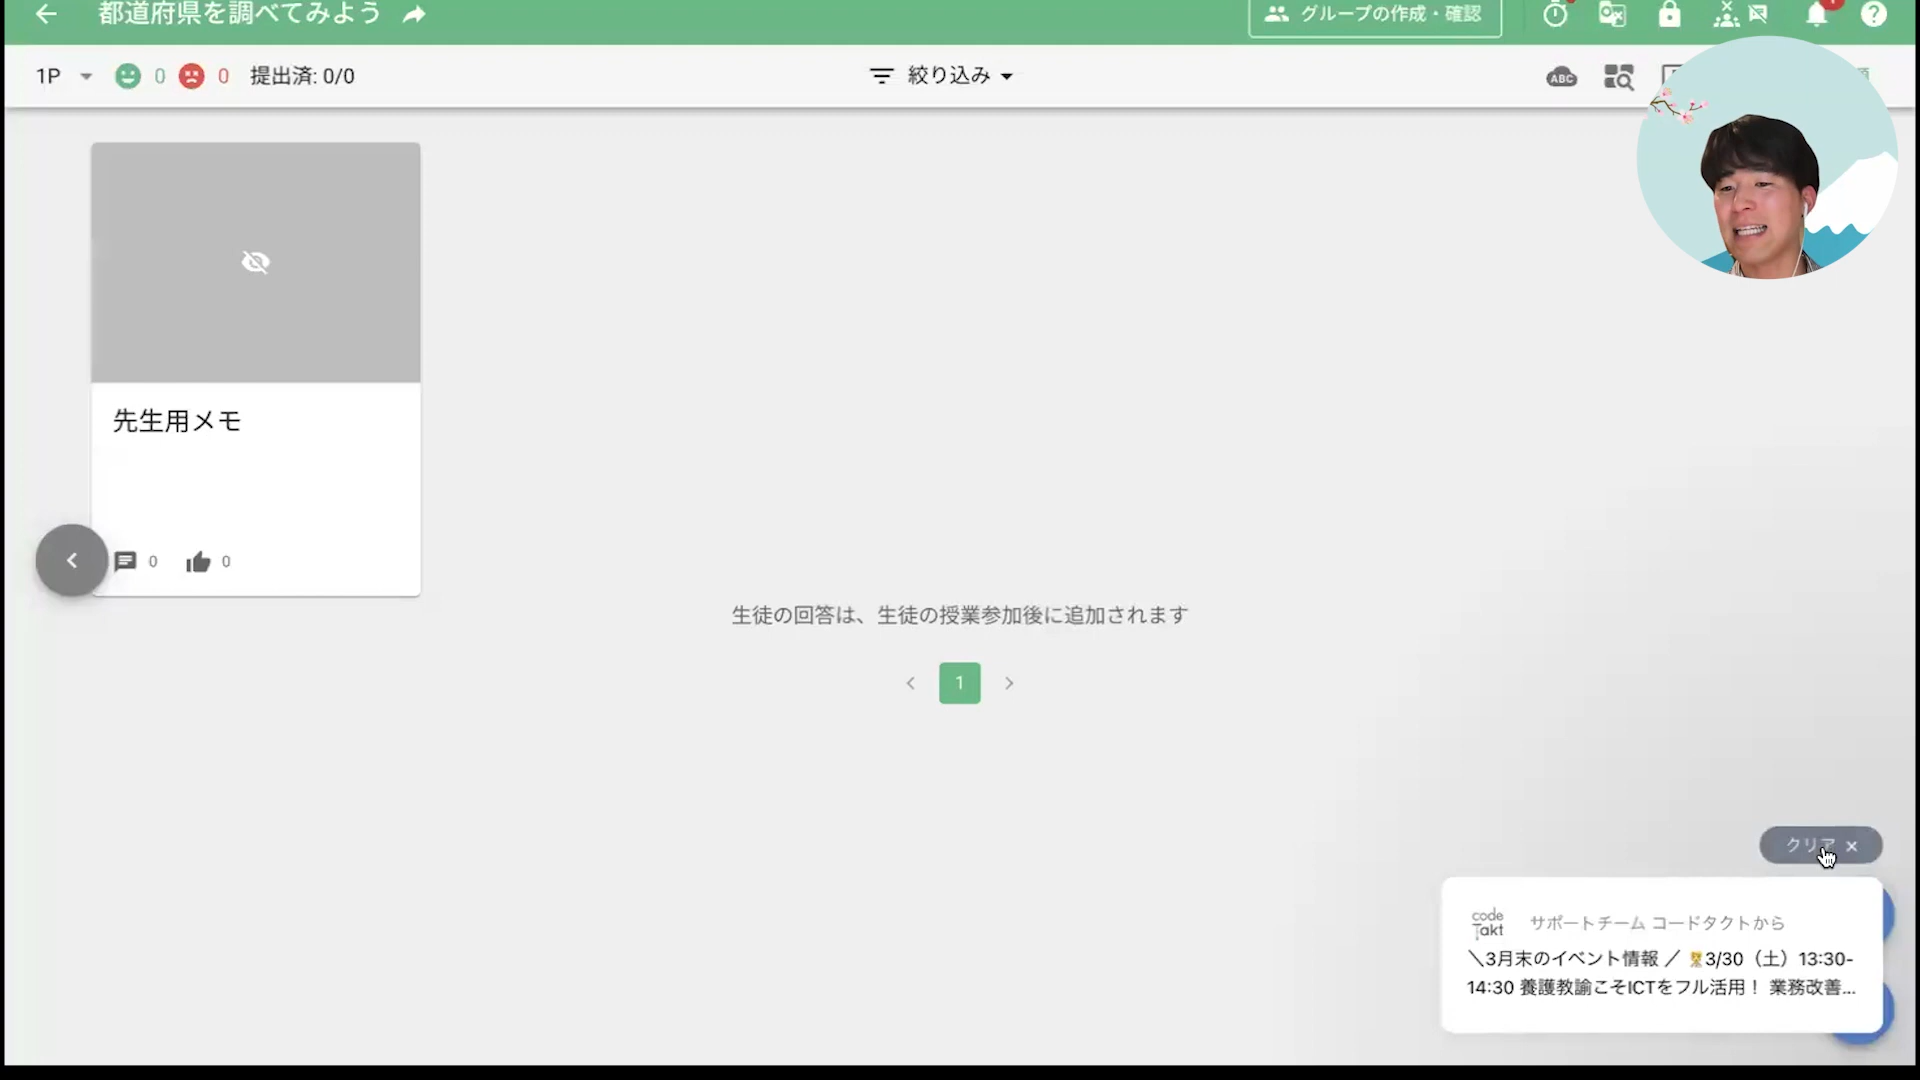 都道府県を調べてみよう
グループの作成・確認
1P
0
0
提出済: 0/0
絞り込み
ABC
先生用メモ
0
0
生徒の回答は、生徒の授業参加後に追加されます
1
クリア ×
code Takt
サポートチーム コードタクトから
＼3月末のイベント情報 ／ 3/30（土）13:30-
14:30 養護教諭こそICTをフル活用！ 業務改善...